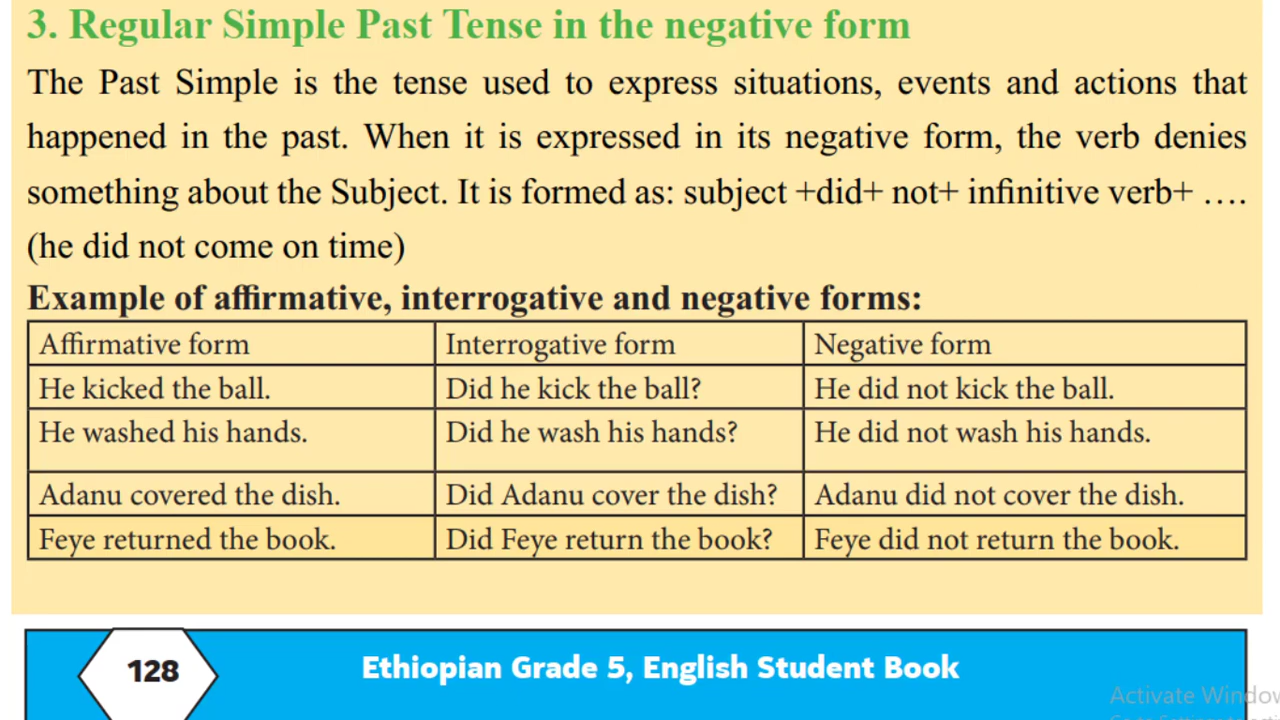 3. Regular Simple Past Tense in the negative form
The Past Simple is the tense used to express situations, events and actions that
happened in the past. When it is expressed in its negative form, the verb denies
something about the Subject. It is formed as: subject +did+ not+ infinitive verb+ ….
(he did not come on time)
Example of affirmative, interrogative and negative forms:
Affirmative form Interrogative form Negative form
He kicked the ball. Did he kick the ball? He did not kick the ball.
He washed his hands. Did he wash his hands? He did not wash his hands.
Adanu covered the dish. Did Adanu cover the dish? Adanu did not cover the dish.
Feye returned the book. Did Feye return the book? Feye did not return the book.
128 Ethiopian Grade 5, English Student Book
Activate Window